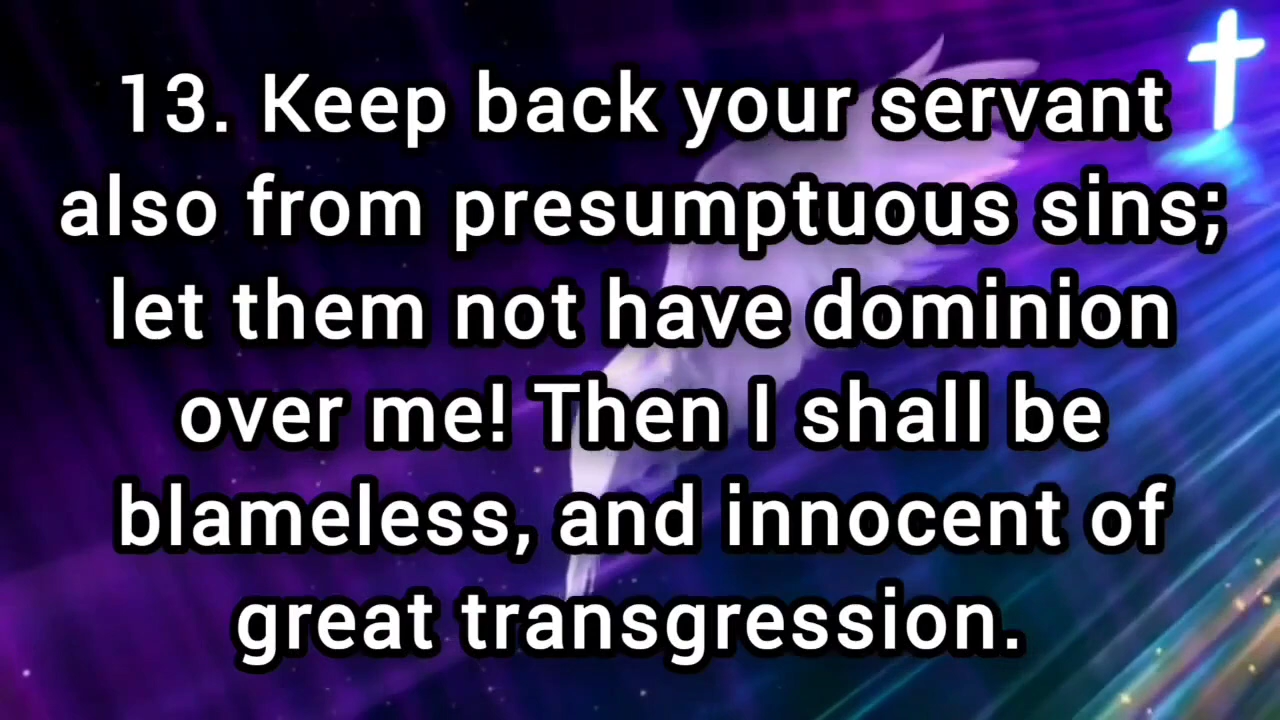 13. Keep back your servant
also from presumptuous sins;
let them not have dominion
over me! Then I shall be
blameless, and innocent of
great transgression.